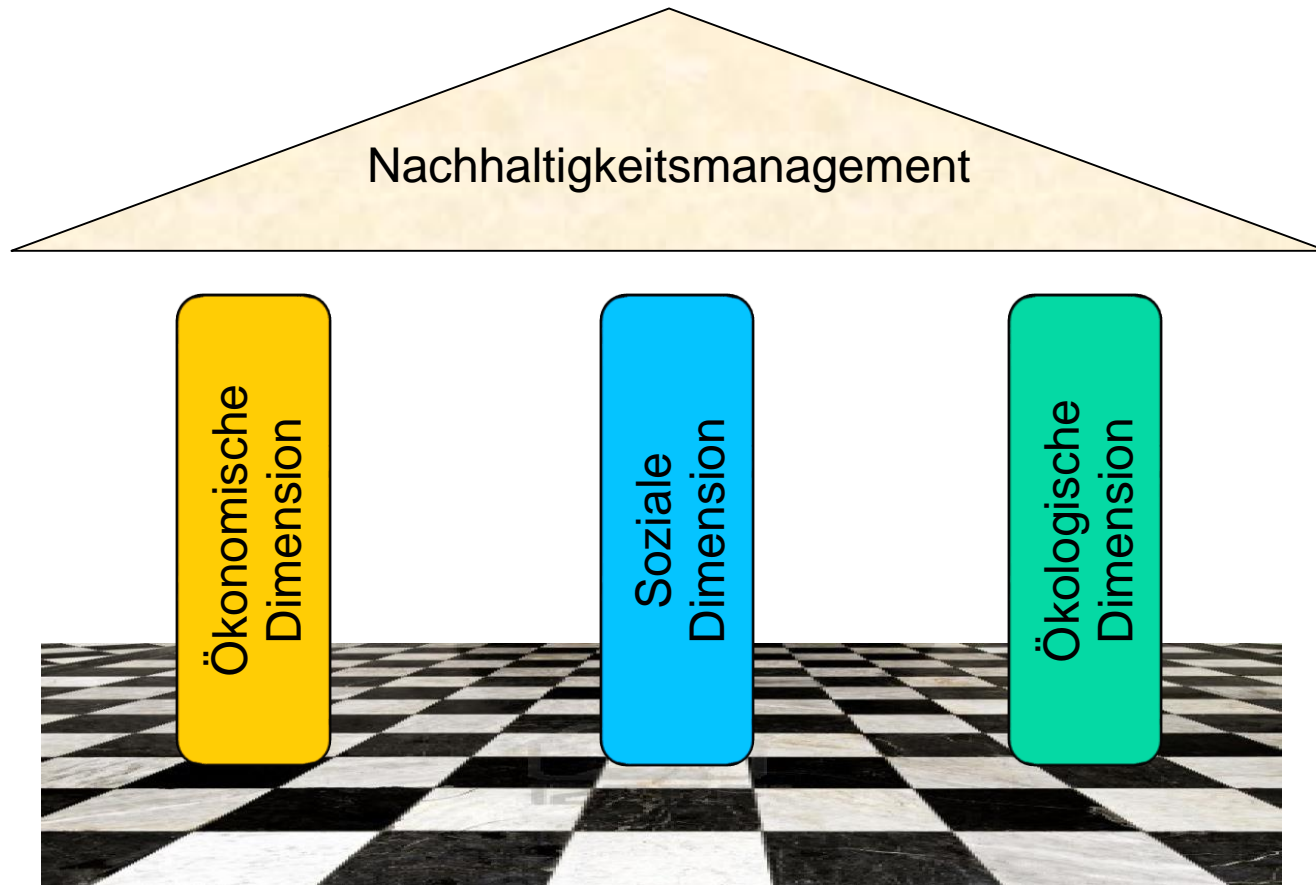 Nachhaltigkeitsmanagement
Ökonomische
Dimension
Soziale
Dimension
Ökologische
Dimension